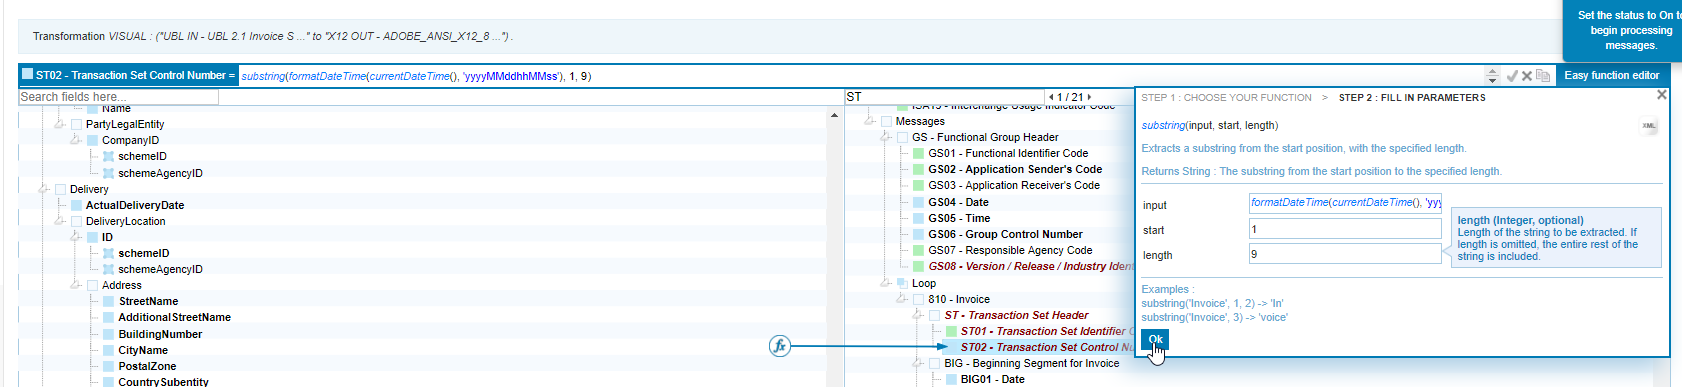 Set the status to On to
begin processing
messages.
Transformation VISUAL : ("UBL IN - UBL 2.1 Invoice S ..." to "X12 OUT - ADOBE_ANSI_X12_8 ...") .
ST02 - Transaction Set Control Number = substring(formatDateTime(currentDateTime(), 'yyyyMMddhhMMss'), 1, 9)
Easy function editor
Search fields here...
Name
PartyLegalEntity
CompanyID
schemeID
schemeAgencyID
Delivery
ActualDeliveryDate
DeliveryLocation
ID
schemeID
schemeAgencyID
Address
StreetName
AdditionalStreetName
BuildingNumber
CityName
PostalZone
CountrySubentity
fx
ST
1 / 21
ISA15 - Interchange Usage Indicator Code
Messages
GS - Functional Group Header
GS01 - Functional Identifier Code
GS02 - Application Sender's Code
GS03 - Application Receiver's Code
GS04 - Date
GS05 - Time
GS06 - Group Control Number
GS07 - Responsible Agency Code
GS08 - Version / Release / Industry Iden
Loop
810 - Invoice
ST - Transaction Set Header
ST01 - Transaction Set Identifier C
ST02 - Transaction Set Control Nu
BIG - Beginning Segment for Invoice
BIG01 - Date
STEP 1 : CHOOSE YOUR FUNCTION > STEP 2 : FILL IN PARAMETERS
substring(input, start, length)
XML
Extracts a substring from the start position, with the specified length.
Returns String : The substring from the start position to the specified length.
input formatDateTime(currentDateTime(), 'yyy
start 1
length 9
length (Integer, optional)
Length of the string to be extracted. If
length is omitted, the entire rest of the
string is included.
Examples :
substring('Invoice', 1, 2) -> 'In'
substring('Invoice', 3) -> 'voice'
Ok